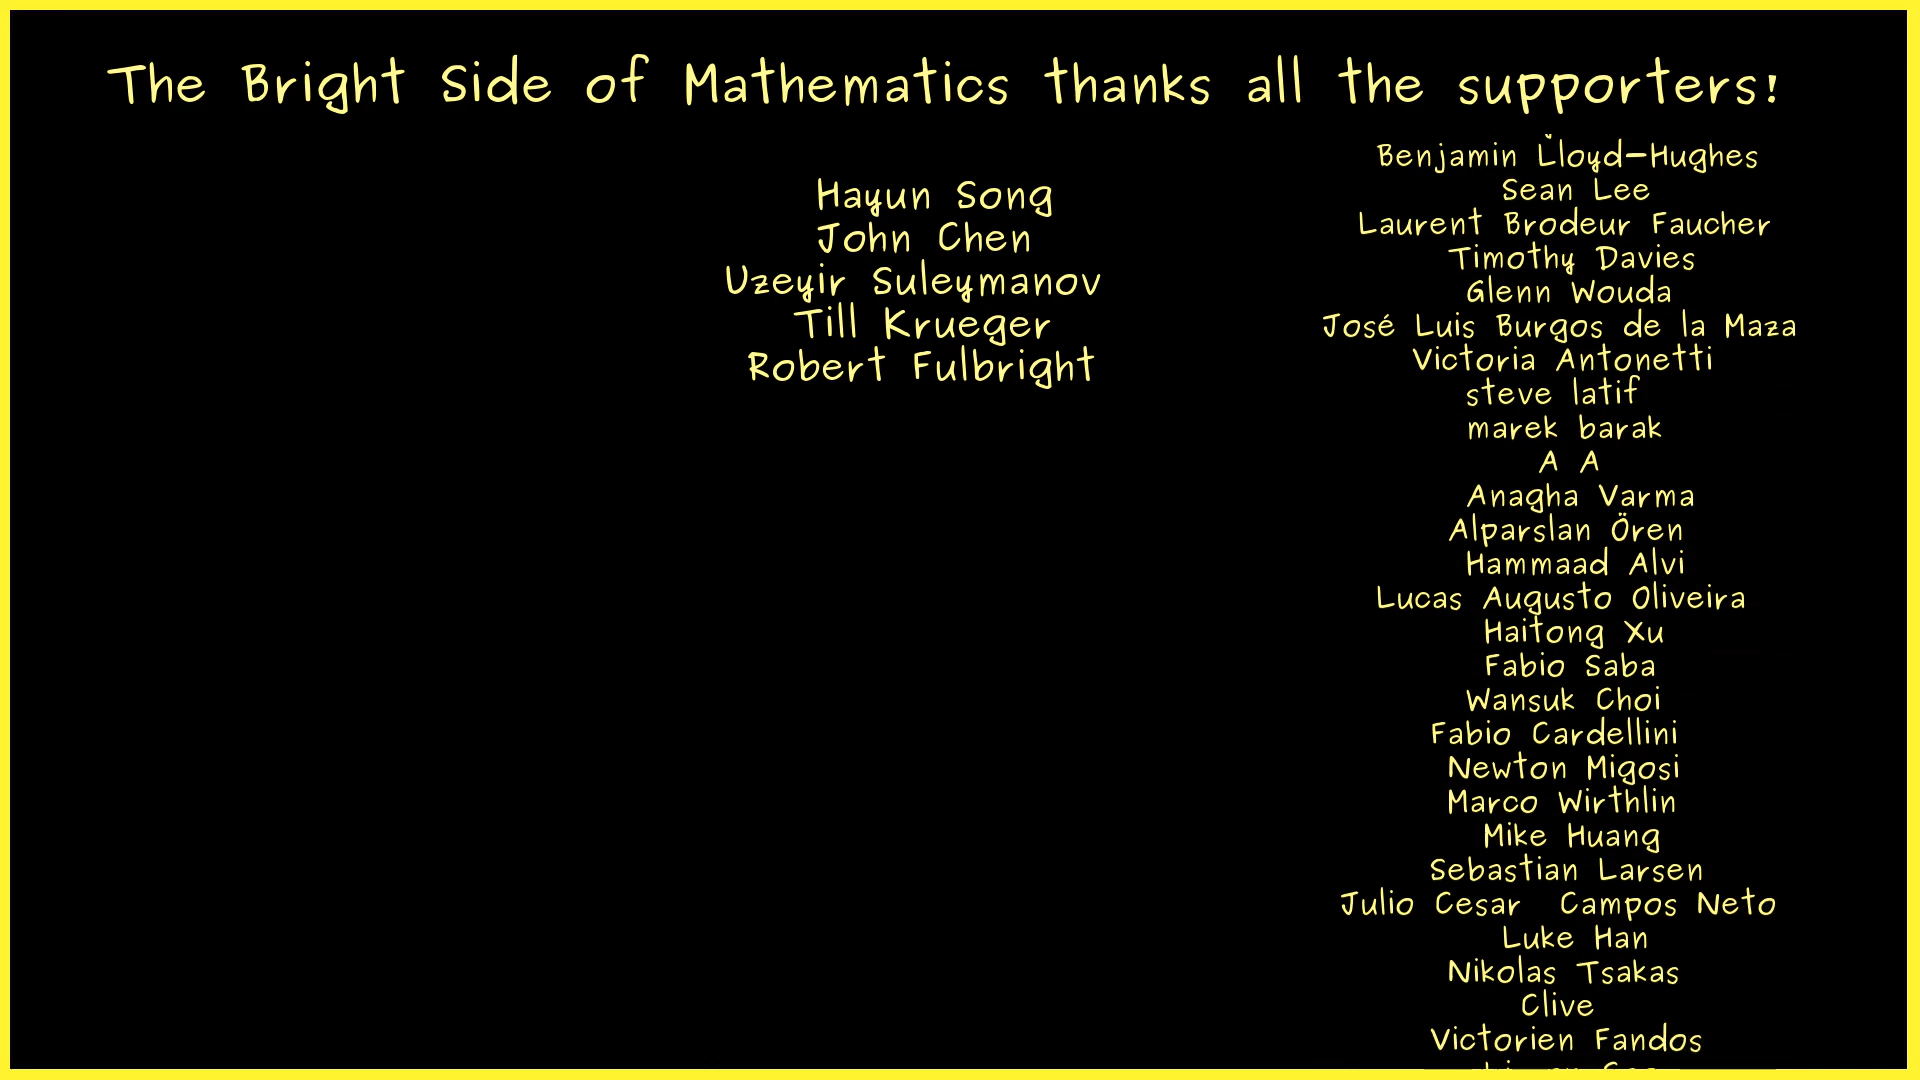 The Bright Side of Mathematics thanks all the supporters!
Hayun Song
John Chen
Uzeyir Suleymanov
Till Krueger
Robert Fulbright
Benjamin Lloyd-Hughes
Sean Lee
Laurent Brodeur Faucher
Timothy Davies
Glenn Wouda
José Luis Burgos de la Maza
Victoria Antonetti
steve latif
marek barak
A A
Anagha Varma
Alparslan Ören
Hammaad Alvi
Lucas Augusto Oliveira
Haitong Xu
Fabio Saba
Wansuk Choi
Fabio Cardellini
Newton Migosi
Marco Wirthlin
Mike Huang
Sebastian Larsen
Julio Cesar  Campos Neto
Luke Han
Nikolas Tsakas
Clive
Victorien Fandos